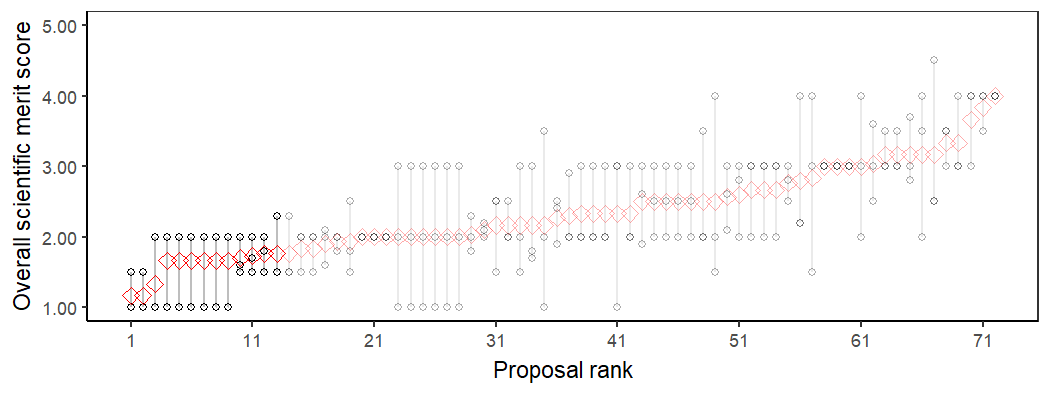 Overall scientific merit score
5.00
4.00
3.00
2.00
1.00
1 11 21 31 41 51 61 71
Proposal rank